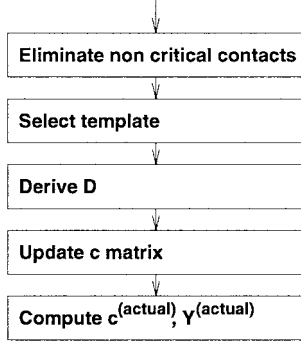 Eliminate non critical contacts
Select template
Derive D
Update c matrix
Compute c(actual), Y(actual)